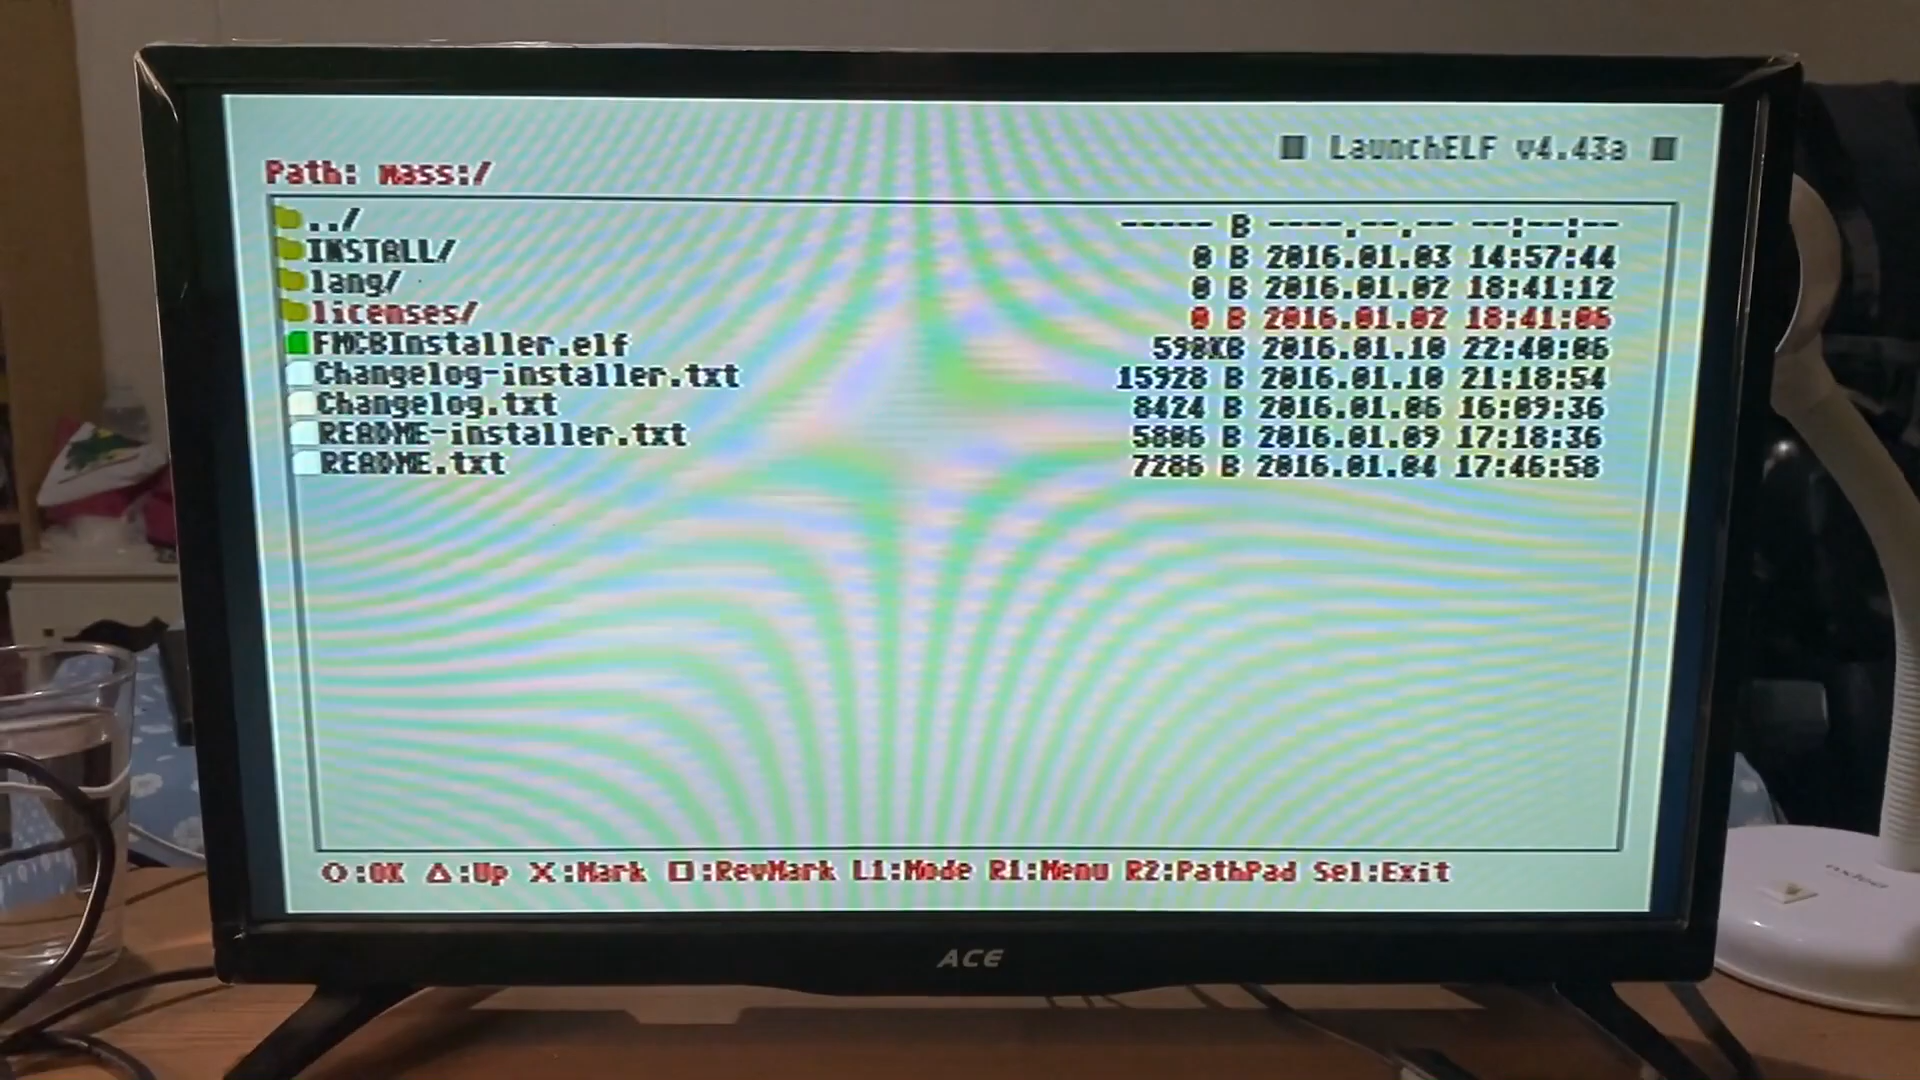 LaunchELF v4.43a
Path: mass:/
../ ----- B ----.--.-- --:--:--
INSTALL/ 0 B 2016.01.03 14:57:44
lang/ 0 B 2016.01.02 18:41:12
licenses/ 0 B 2016.01.02 18:41:06
FMCBInstaller.elf 590KB 2016.01.10 22:40:06
Changelog-installer.txt 15928 B 2016.01.10 21:18:54
Changelog.txt 8424 B 2016.01.06 16:09:36
README-installer.txt 5806 B 2016.01.09 17:18:36
README.txt 7286 B 2016.01.04 17:46:58
O:OK △:Up X:Mark □:RevMark L1:Mode R1:Menu R2:PathPad Sel:Exit
ACE